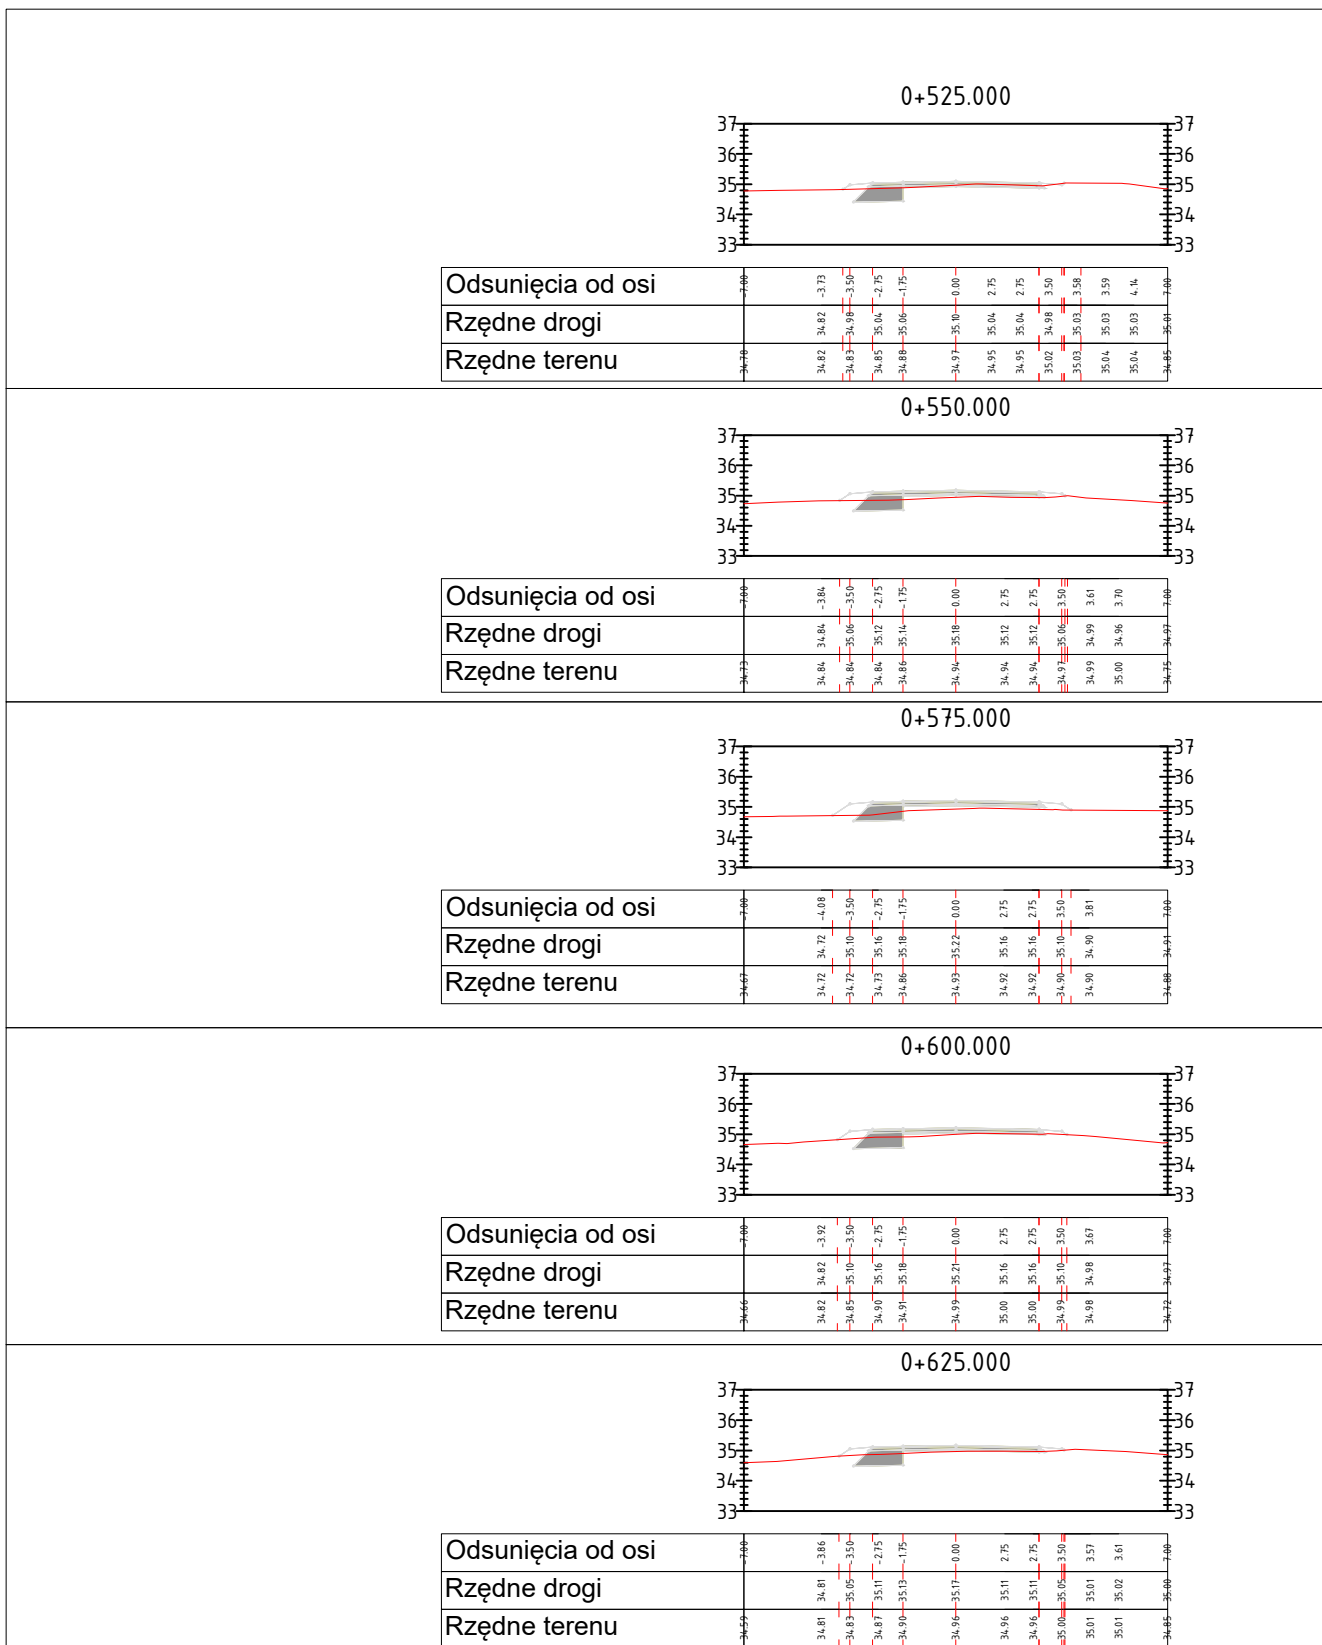 0+525.000
37 37
36 36
35 35
34 34
33 33
Odsunięcia od osi -7.00 -3.73 -3.50 -2.75 -1.75 0.00 2.75 2.75 3.50 3.58 3.59 4.14 7.00
Rzędne drogi 34.82 34.98 35.04 35.06 35.10 35.04 35.04 34.98 35.03 35.03 35.03 35.01
Rzędne terenu 34.78 34.82 34.83 34.85 34.88 34.97 34.95 34.95 35.02 35.03 35.04 35.04 34.85
0+550.000
37 37
36 36
35 35
34 34
33 33
Odsunięcia od osi -7.00 -3.84 -3.50 -2.75 -1.75 0.00 2.75 2.75 3.50 3.61 3.70 7.00
Rzędne drogi 34.84 35.06 35.12 35.14 35.18 35.12 35.12 35.06 34.99 34.96 34.97
Rzędne terenu 34.73 34.84 34.84 34.84 34.86 34.94 34.94 34.94 34.97 34.99 35.00 34.75
0+575.000
37 37
36 36
35 35
34 34
33 33
Odsunięcia od osi -7.00 -4.08 -3.50 -2.75 -1.75 0.00 2.75 2.75 3.50 3.81 7.00
Rzędne drogi 34.72 35.10 35.16 35.18 35.22 35.16 35.16 35.10 34.90 34.91
Rzędne terenu 34.67 34.72 34.72 34.73 34.86 34.93 34.92 34.92 34.90 34.90 34.88
0+600.000
37 37
36 36
35 35
34 34
33 33
Odsunięcia od osi -7.00 -3.92 -3.50 -2.75 -1.75 0.00 2.75 2.75 3.50 3.67 7.00
Rzędne drogi 34.82 35.10 35.16 35.18 35.21 35.16 35.16 35.10 34.98 34.97
Rzędne terenu 34.66 34.82 34.85 34.90 34.91 34.99 35.00 35.00 34.99 34.98 34.72
0+625.000
37 37
36 36
35 35
34 34
33 33
Odsunięcia od osi -7.00 -3.86 -3.50 -2.75 -1.75 0.00 2.75 2.75 3.50 3.57 3.61 7.00
Rzędne drogi 34.81 35.05 35.11 35.13 35.17 35.11 35.11 35.05 35.01 35.02 35.00
Rzędne terenu 34.59 34.81 34.83 34.87 34.90 34.96 34.96 34.96 35.00 35.01 35.01 34.85